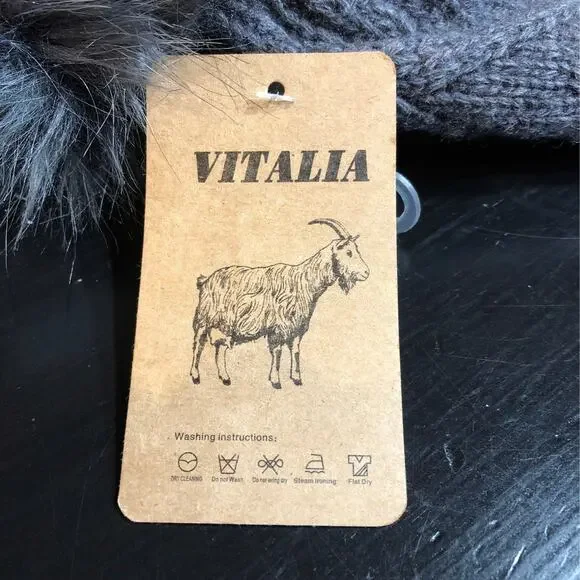 VITALIA
Washing instructions:
DRY CLEANING Do not Wash Do not wring dry Steam Ironing Flat Dry